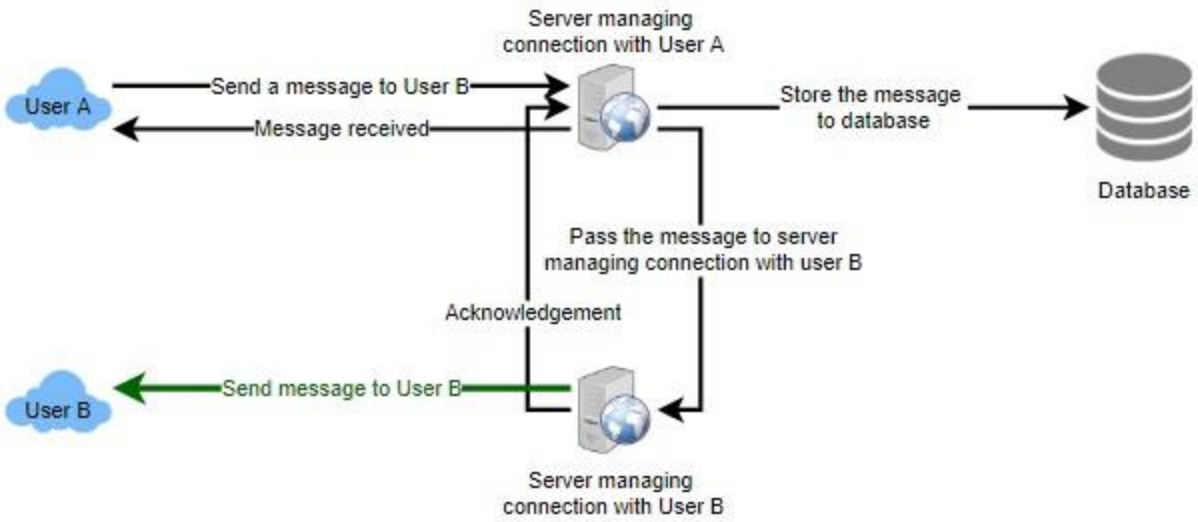 Server managing
connection with User A
User A
Send a message to User B
Message received
Store the message
to database
Database
Pass the message to server
managing connection with user B
Acknowledgement
User B
Send message to User B
Server managing
connection with User B